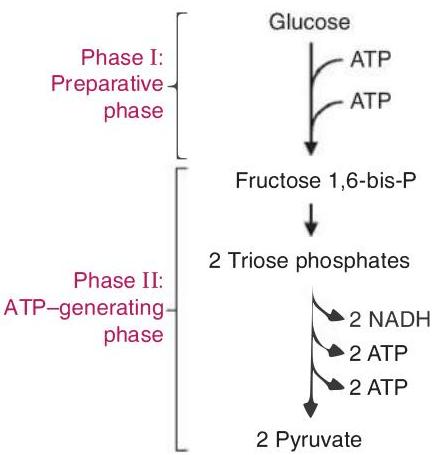 Glucose
Phase I:
Preparative
phase
ATP
ATP
Fructose 1,6-bis-P
2 Triose phosphates
Phase II:
ATP–generating
phase
2 NADH
2 ATP
2 ATP
2 Pyruvate